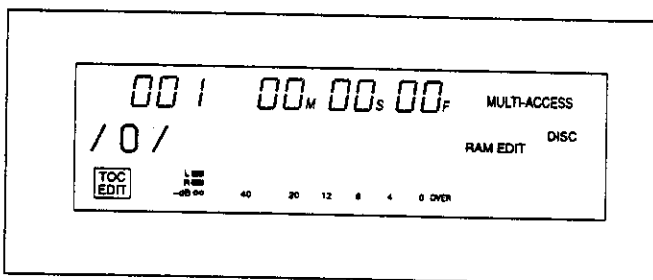 001 00M 00S 00F MULTI-ACCESS
/0/ RAM EDIT DISC
TOC EDIT
L
R
-dB ∞ 40 20 12 8 4 0 OVER